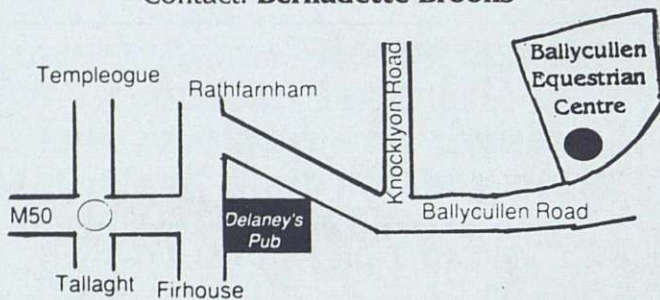 Contact: Bernadette Brooks
Templeogue
Rathfarnham
Knocklyon Road
Ballycullen
Equestrian
Centre
M50
Delaney's
Pub
Ballycullen Road
Tallaght
Firhouse